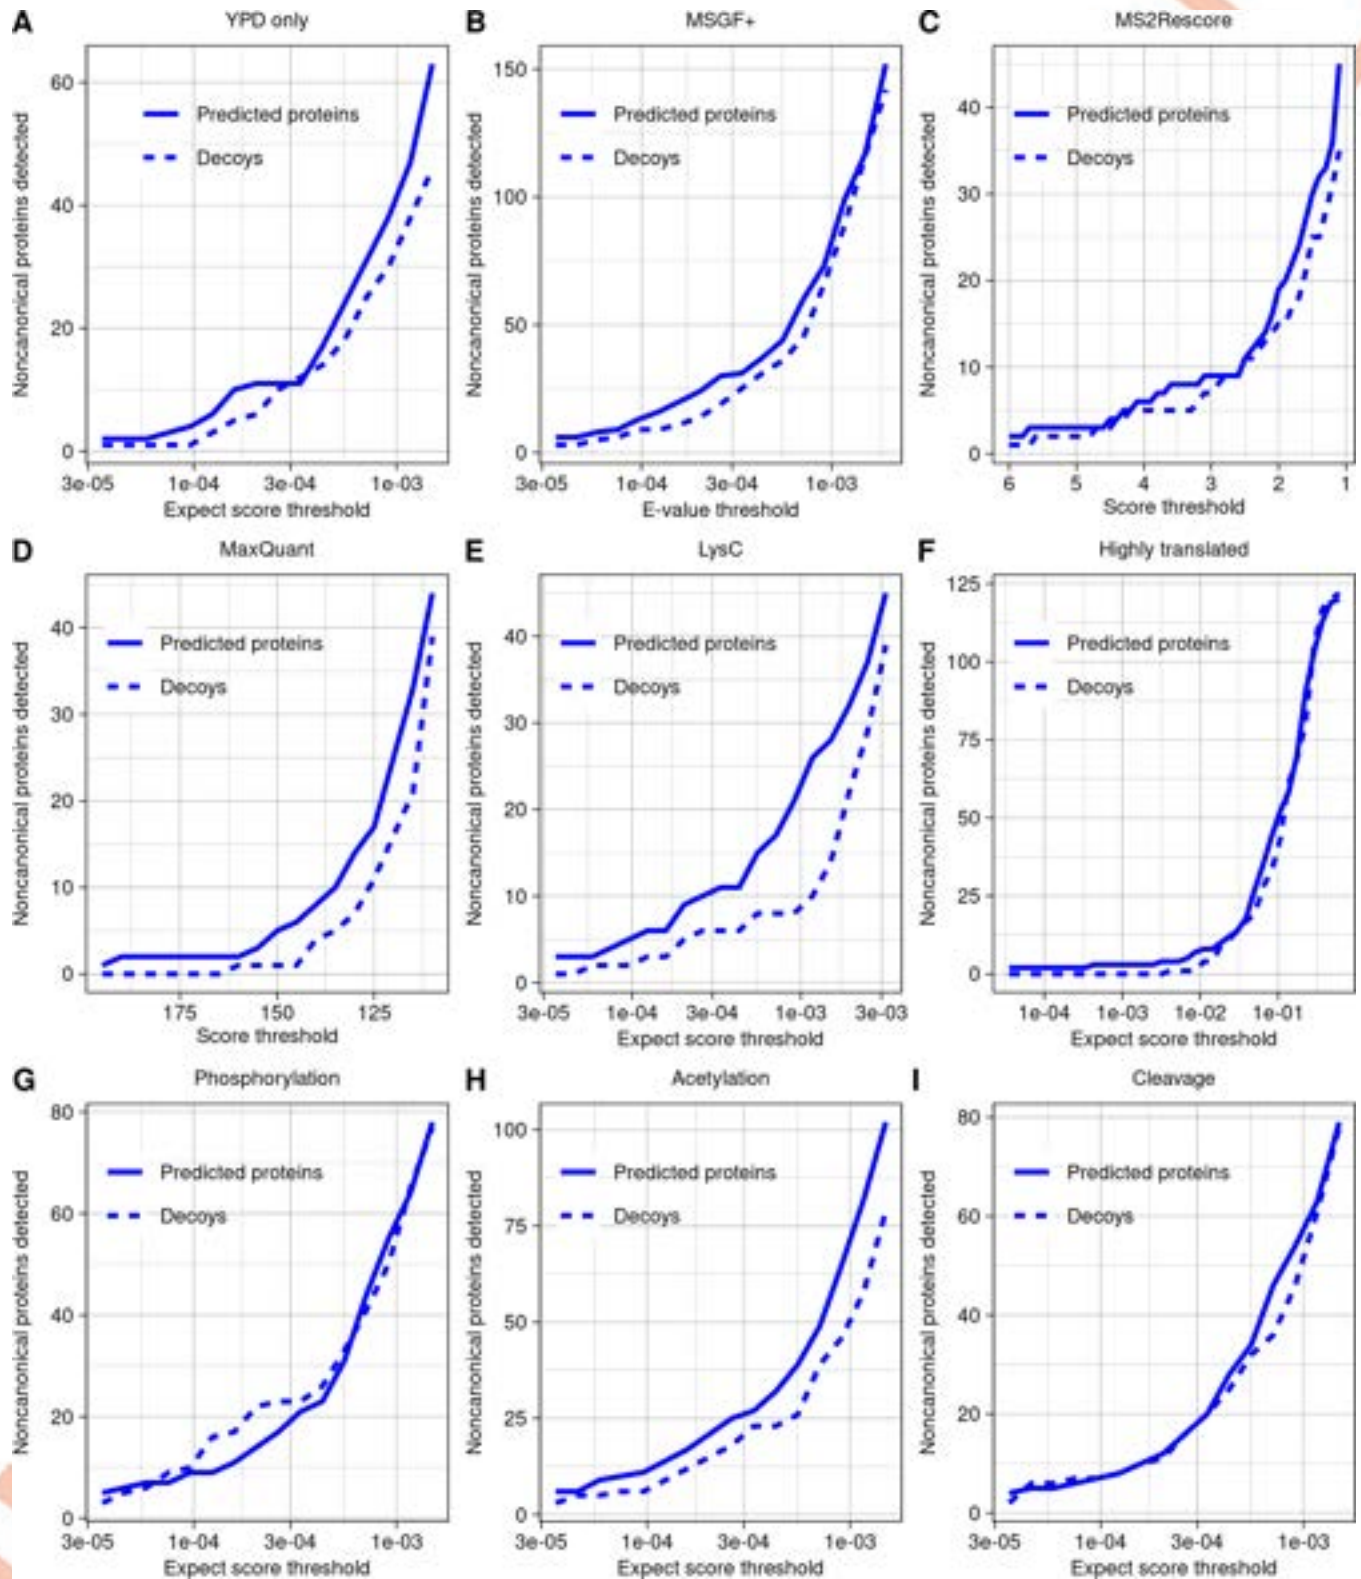 A YPD only
Noncanonical proteins detected
60
40
20
0
Predicted proteins
Decoys
3e-05 1e-04 3e-04 1e-03
Expect score threshold
B MSGF+
Noncanonical proteins detected
150
100
50
0
Predicted proteins
Decoys
1e-04 3e-04 1e-03
E-value threshold
C MS2Rescore
Noncanonical proteins detected
40
30
20
10
0
Predicted proteins
Decoys
6 5 4 3 2 1
Score threshold
D MaxQuant
Noncanonical proteins detected
40
30
20
10
0
Predicted proteins
Decoys
175 150 125
Score threshold
E LysC
Noncanonical proteins detected
40
30
20
10
0
Predicted proteins
Decoys
3e-05 1e-04 3e-04 1e-03 3e-03
Expect score threshold
F Highly translated
Noncanonical proteins detected
125
100
75
50
25
0
Predicted proteins
Decoys
1e-04 1e-03 1e-02 1e-01
Expect score threshold
G Phosphorylation
Noncanonical proteins detected
80
60
40
20
0
Predicted proteins
Decoys
3e-05 1e-04 3e-04 1e-03
Expect score threshold
H Acetylation
Noncanonical proteins detected
100
75
50
25
0
Predicted proteins
Decoys
3e-05 1e-04 3e-04 1e-03
Expect score threshold
I Cleavage
Noncanonical proteins detected
80
60
40
20
0
Predicted proteins
Decoys
3e-05 1e-04 3e-04 1e-03
Expect score threshold